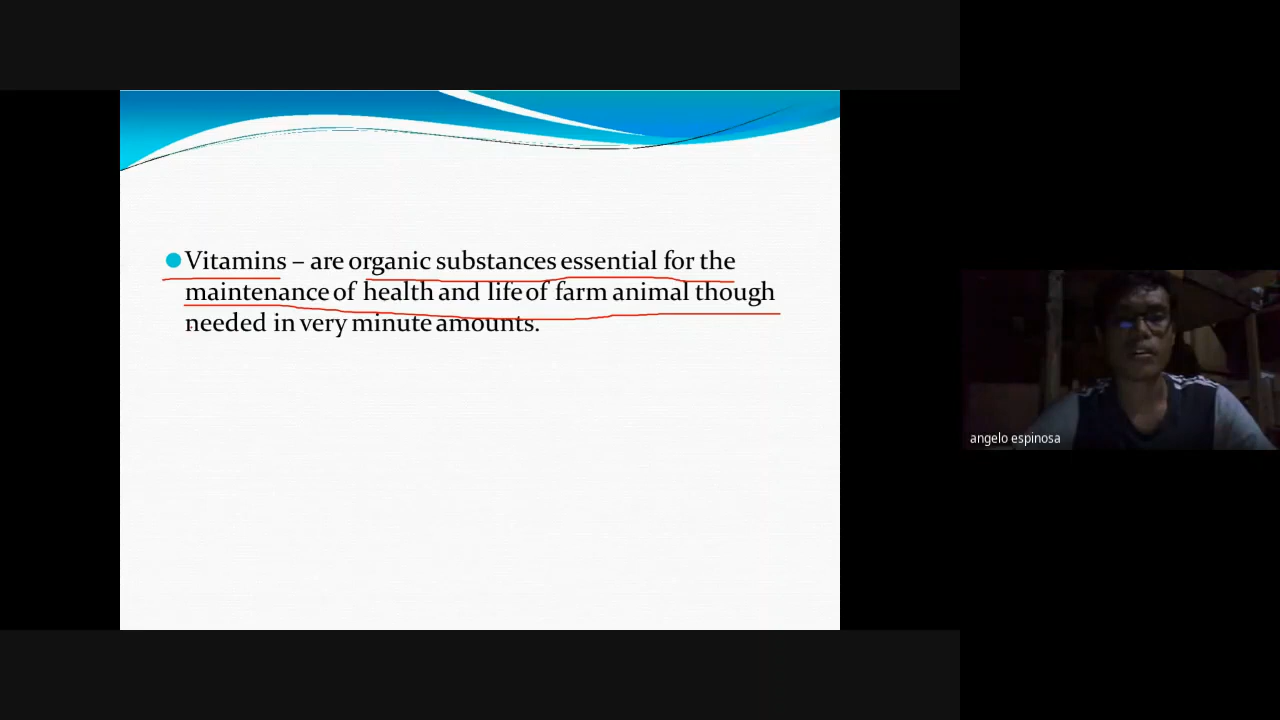 Vitamins – are organic substances essential for the
maintenance of health and life of farm animal though
needed in very minute amounts.
angelo espinosa